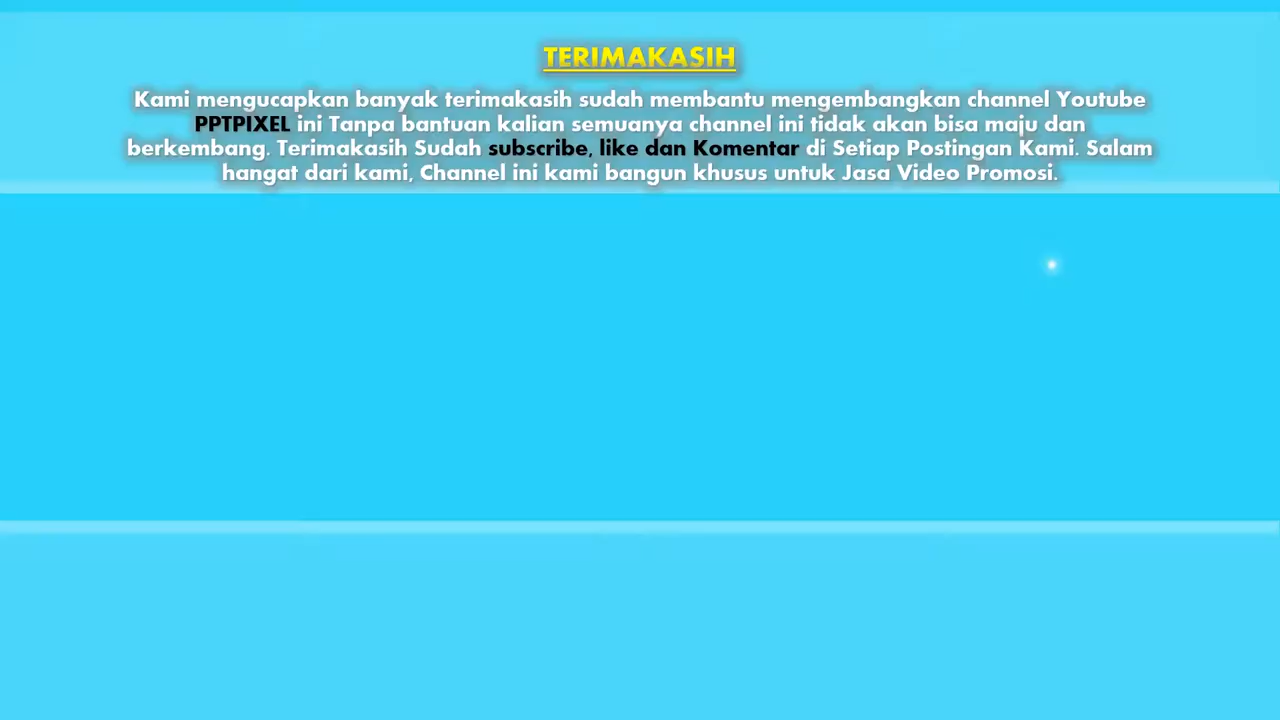 TERIMAKASIH
Kami mengucapkan banyak terimakasih sudah membantu mengembangkan channel Youtube
PPTPIXEL ini Tanpa bantuan kalian semuanya channel ini tidak akan bisa maju dan
berkembang. Terimakasih Sudah subscribe, like dan Komentar di Setiap Postingan Kami. Salam
hangat dari kami, Channel ini kami bangun khusus untuk Jasa Video Promosi.